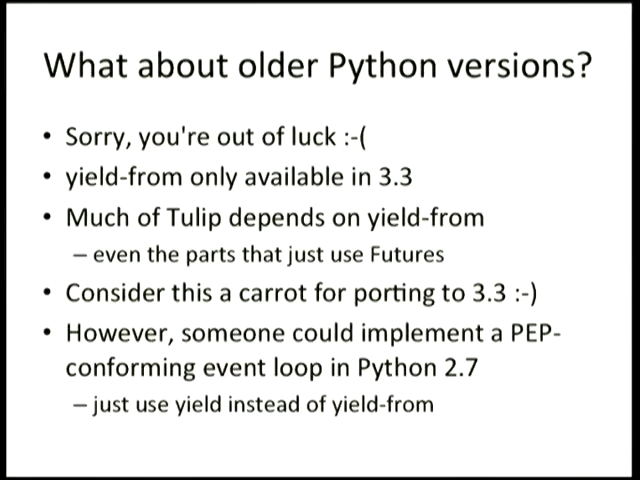 What about older Python versions?
• Sorry, you're out of luck :-(
• yield-from only available in 3.3
• Much of Tulip depends on yield-from
– even the parts that just use Futures
• Consider this a carrot for porting to 3.3 :-)
• However, someone could implement a PEP-
conforming event loop in Python 2.7
– just use yield instead of yield-from